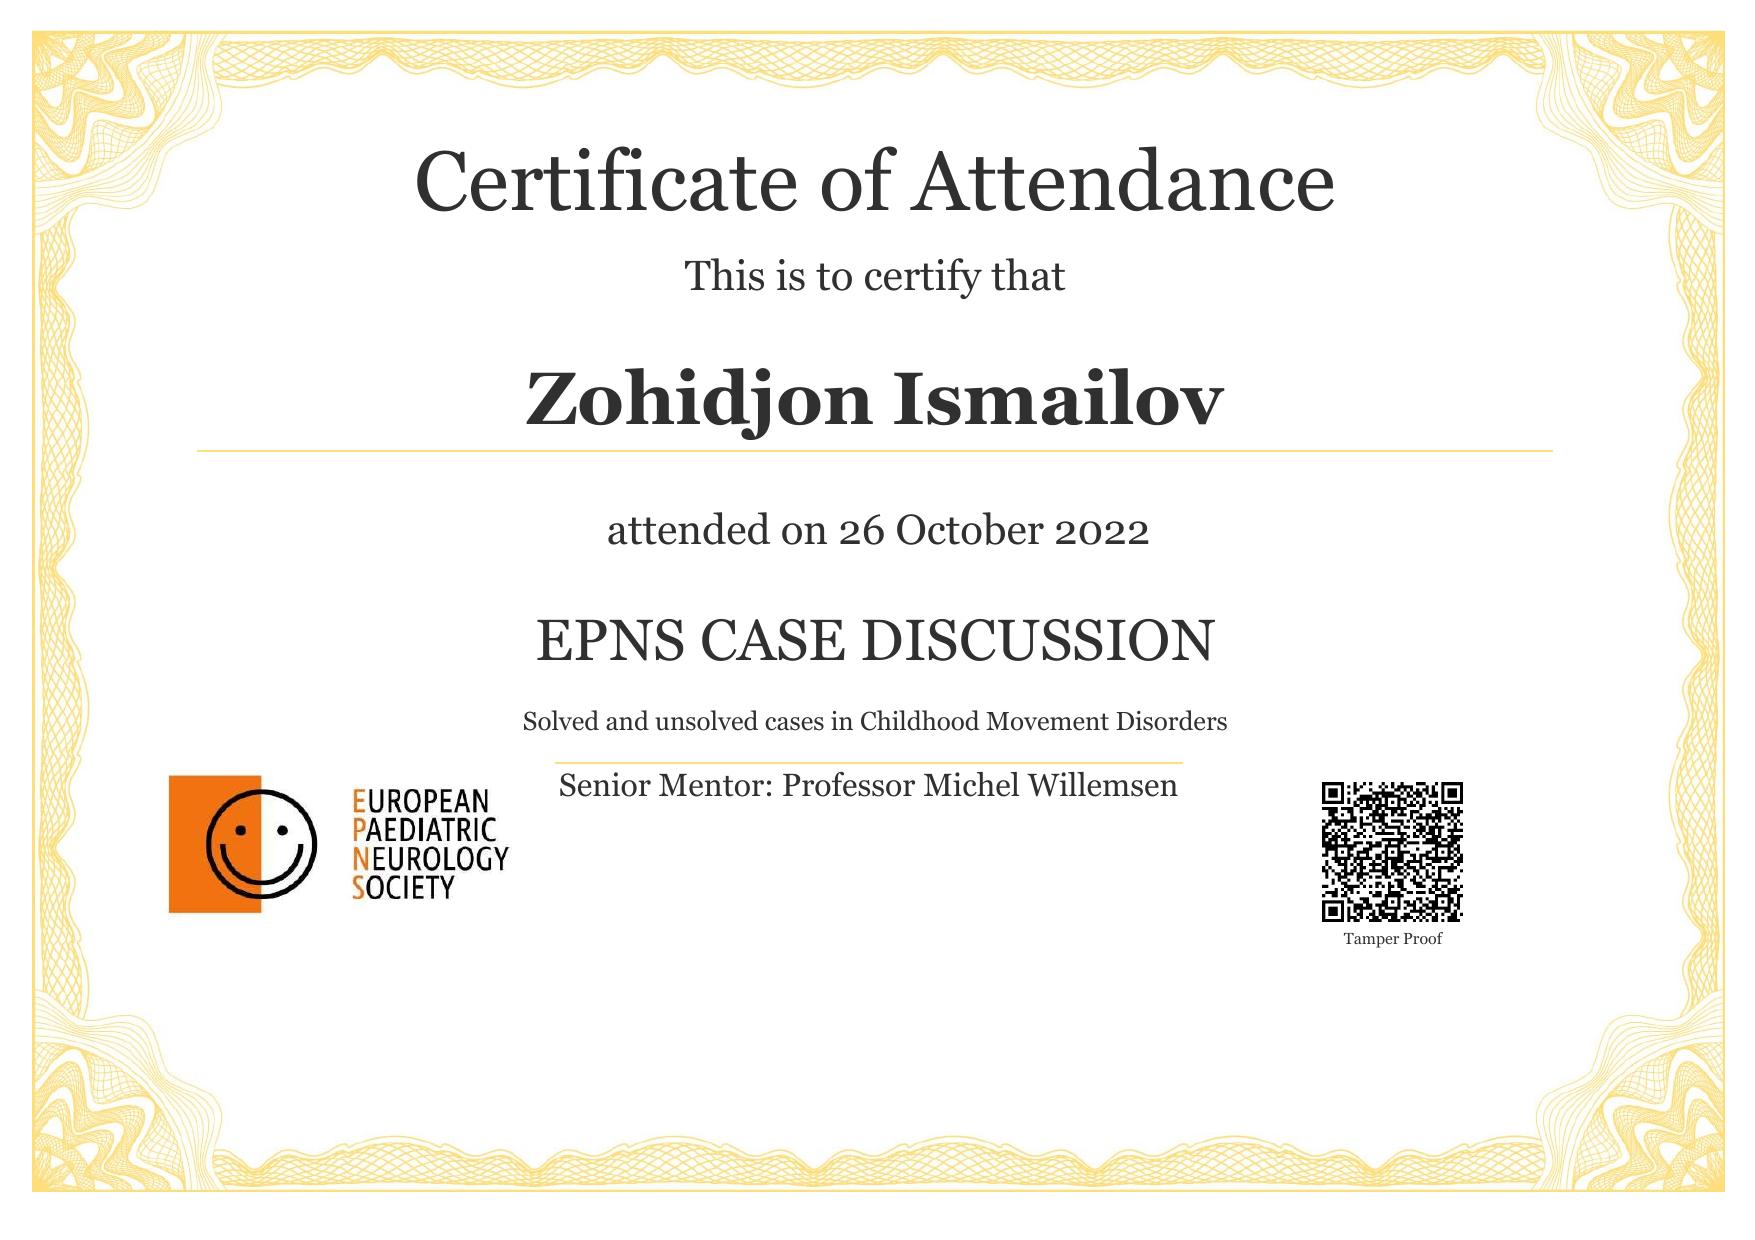 Certificate of Attendance
This is to certify that
Zohidjon Ismailov
attended on 26 October 2022
EPNS CASE DISCUSSION
Solved and unsolved cases in Childhood Movement Disorders
Senior Mentor: Professor Michel Willemsen
EUROPEAN
PAEDIATRIC
NEUROLOGY
SOCIETY
Tamper Proof